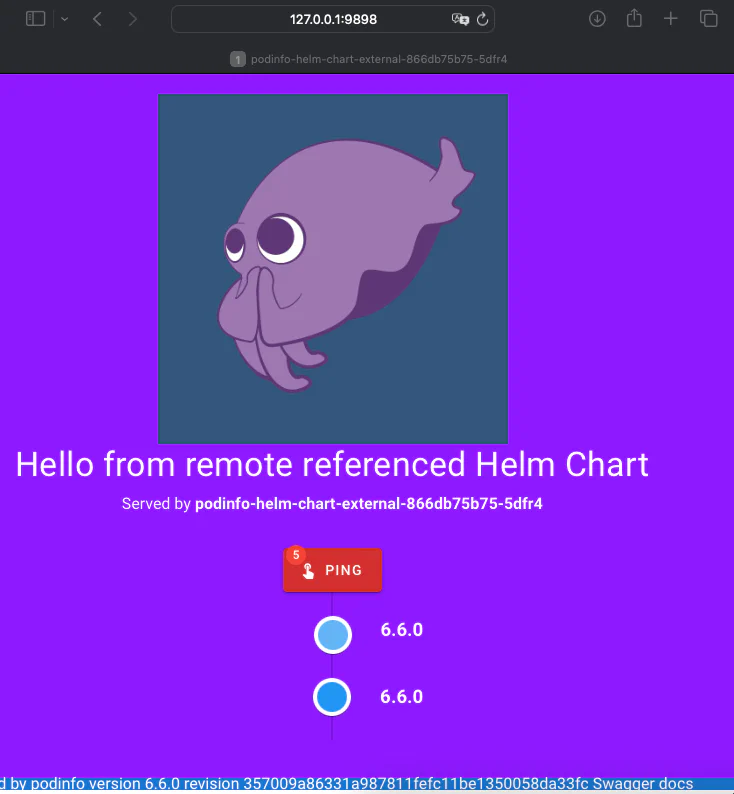 127.0.0.1:9898
1 podinfo-helm-chart-external-866db75b75-5dfr4
Hello from remote referenced Helm Chart
Served by podinfo-helm-chart-external-866db75b75-5dfr4
5
PING
6.6.0
6.6.0
by podinfo version 6.6.0 revision 357009a86331a987811fefc11be1350058da33fc Swagger docs